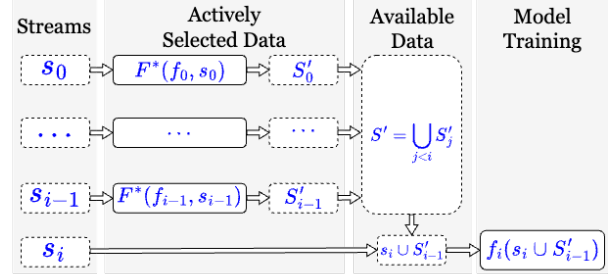 Streams
Actively
Selected Data
Available
Data
Model
Training
s₀
F*(f₀, s₀)
S′₀
...
...
...
S′ = ⋃ S′ⱼ
j<i
sᵢ₋₁
F*(fᵢ₋₁, sᵢ₋₁)
S′ᵢ₋₁
sᵢ
sᵢ ∪ S′ᵢ₋₁
fᵢ(sᵢ ∪ S′ᵢ₋₁)